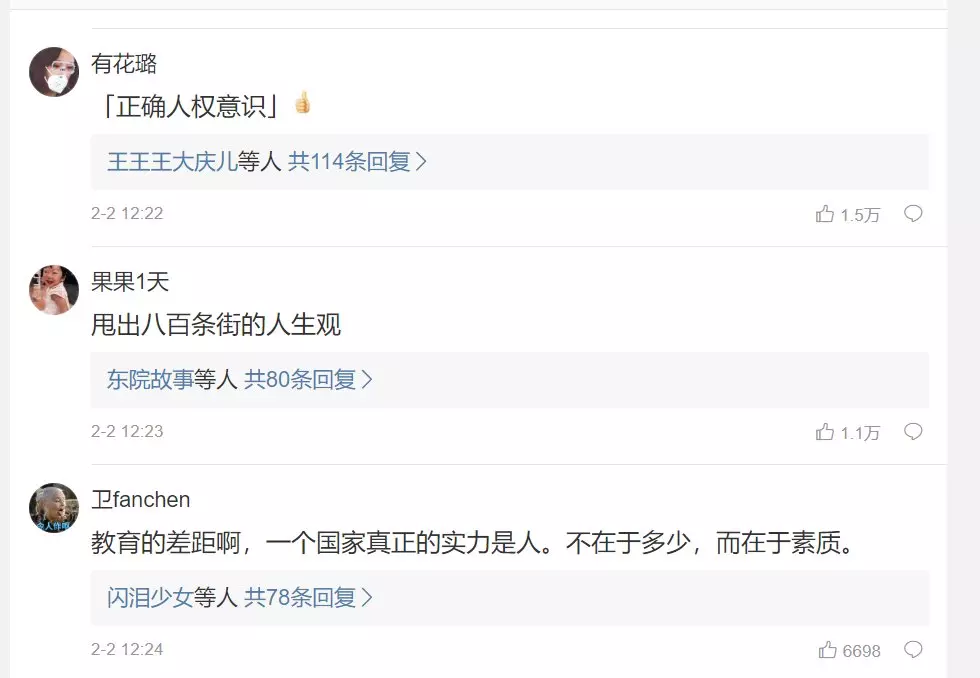 有花璐
「正确人权意识」
王王王大庆儿等人 共114条回复
2-2 12:22
1.5万
果果1天
甩出八百条街的人生观
东院故事等人 共80条回复
2-2 12:23
1.1万
卫fanchen
教育的差距啊，一个国家真正的实力是人。不在于多少，而在于素质。
闪泪少女等人 共78条回复
2-2 12:24
6698